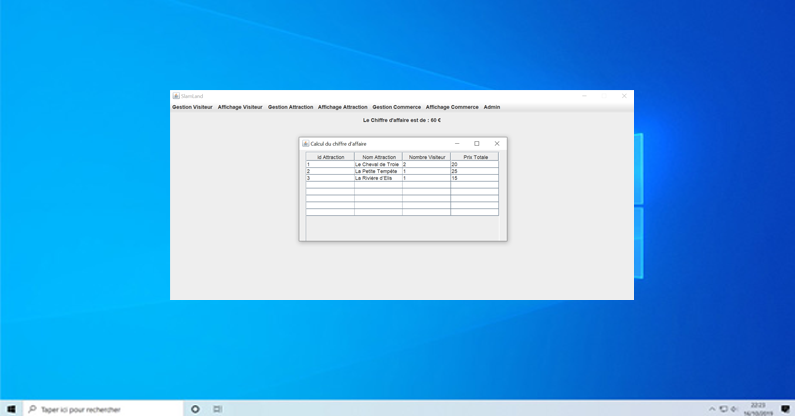 SlamLand
Gestion Visiteur Affichage Visiteur Gestion Attraction Affichage Attraction Gestion Commerce Affichage Commerce Admin
Le Chiffre d'affaire est de : 60 €
Calcul du chiffre d'affaire
Id Attraction Nom Attraction Nombre Visiteur Prix Totale
1 Le Cheval de Troie 2 20
2 La Petite Tempête 1 25
3 La Rivière d'Elis 1 15
Taper ici pour rechercher
22:23
16/10/2019